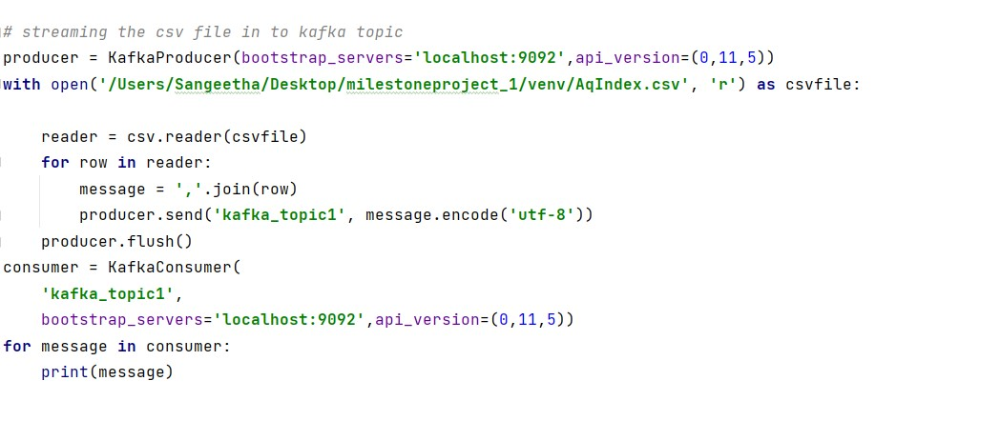 # streaming the csv file in to kafka topic
producer = KafkaProducer(bootstrap_servers='localhost:9092',api_version=(0,11,5))
with open('/Users/Sangeetha/Desktop/milestoneproject_1/venv/AqIndex.csv', 'r') as csvfile:
    reader = csv.reader(csvfile)
    for row in reader:
        message = ','.join(row)
        producer.send('kafka_topic1', message.encode('utf-8'))
    producer.flush()
consumer = KafkaConsumer(
    'kafka_topic1',
    bootstrap_servers='localhost:9092',api_version=(0,11,5))
for message in consumer:
    print(message)